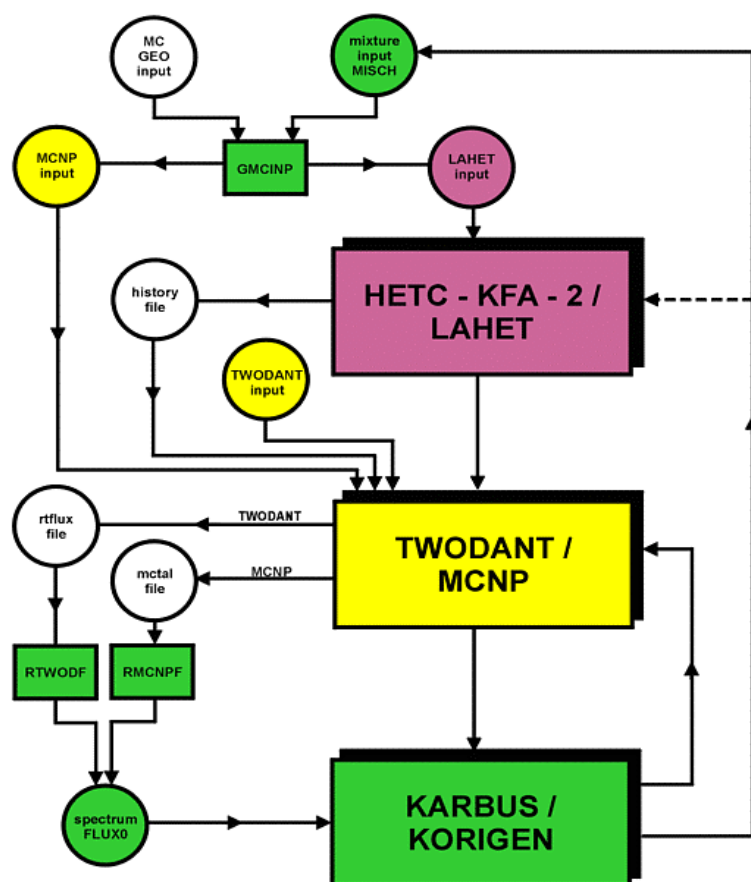 MC
GEO
input
mixture
input
MISCH
MCNP
input
GMCINP
LAHET
input
HETC - KFA - 2 /
LAHET
history
file
TWODANT
input
rtflux
file
TWODANT
TWODANT /
MCNP
mctal
file
MCNP
RTWODF
RMCNPF
spectrum
FLUX0
KARBUS /
KORIGEN